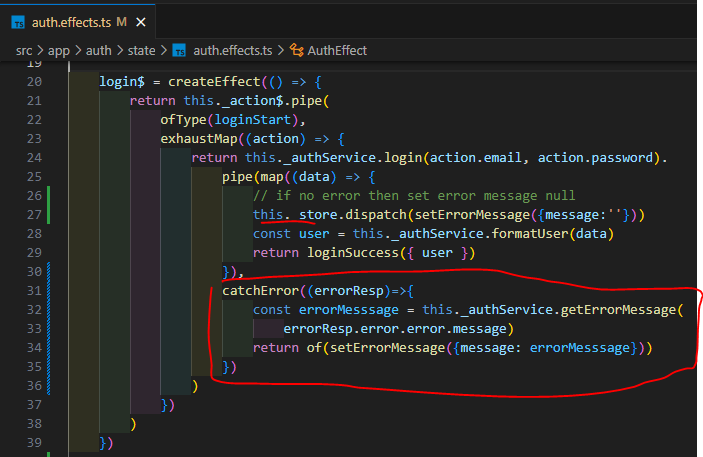 TS auth.effects.ts M ×
src > app > auth > state > TS auth.effects.ts > AuthEffect
19
20 login$ = createEffect(() => {
21 return this._action$.pipe(
22 ofType(loginStart),
23 exhaustMap((action) => {
24 return this._authService.login(action.email, action.password).
25 pipe(map((data) => {
26 // if no error then set error message null
27 this._store.dispatch(setErrorMessage({message:''}))
28 const user = this._authService.formatUser(data)
29 return loginSuccess({ user })
30 }),
31 catchError((errorResp)=>{
32 const errorMesssage = this._authService.getErrorMessage(
33 errorResp.error.error.message)
34 return of(setErrorMessage({message: errorMesssage}))
35 })
36 )
37 })
38 )
39 })